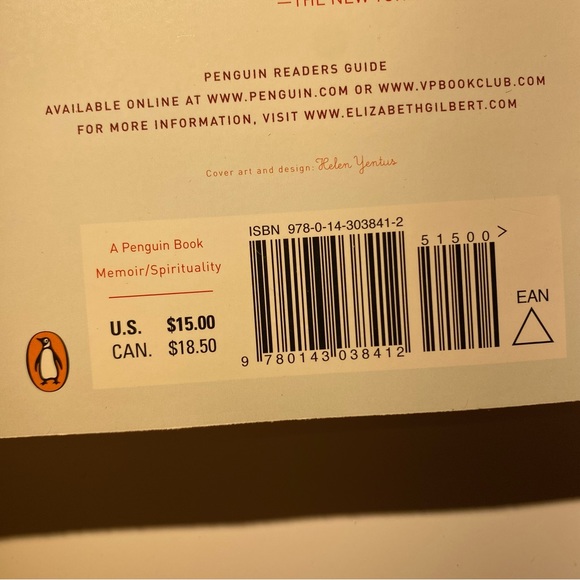 —THE NEW
PENGUIN READERS GUIDE
AVAILABLE ONLINE AT WWW.PENGUIN.COM OR WWW.VPBOOKCLUB.COM
FOR MORE INFORMATION, VISIT WWW.ELIZABETHGILBERT.COM
Cover art and design: Helen Yentus
A Penguin Book
Memoir/Spirituality
U.S. $15.00
CAN. $18.50
ISBN 978-0-14-303841-2
51500>
9 780143 038412
EAN